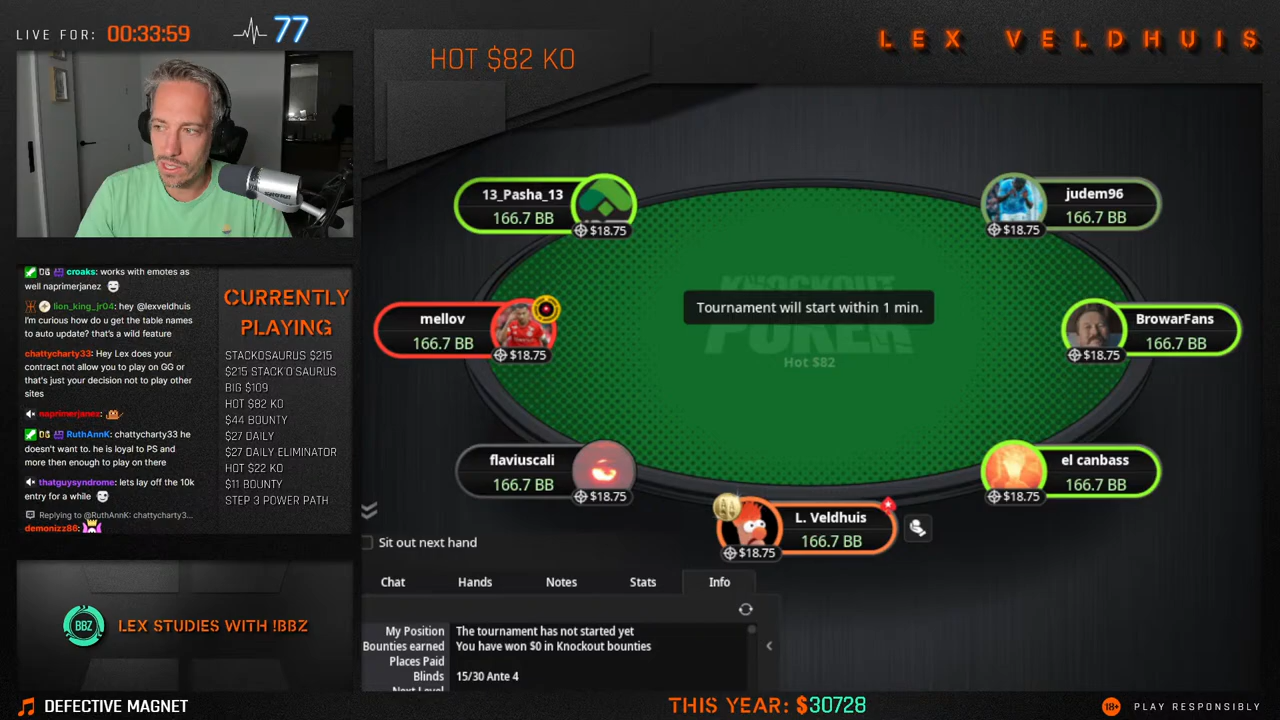 LIVE FOR: 00:33:59
77
HOT $82 KO
LEX VELDHUIS
13_Pasha_13
166.7 BB
$18.75
judem96
166.7 BB
$18.75
mellov
166.7 BB
$18.75
KNOCKOUT
POKER
Tournament will start within 1 min.
Hot $82
BrowarFans
166.7 BB
$18.75
flaviuscali
166.7 BB
$18.75
el canbass
166.7 BB
$18.75
L. Veldhuis
166.7 BB
$18.75
croaks: works with emotes as
well naprimerjanez
lion_king_jr04: hey @lexveldhuis
I'm curious how do u get the table names
to auto update? that's a wild feature
chattycharty33: Hey Lex does your
contract not allow you to play on GG or
that's just your decision not to play other
sites
naprimerjanez:
RuthAnnK: chattycharty33 he
doesn't want to. he is loyal to PS and
more then enough to play on there
thatguysyndrome: lets lay off the 10k
entry for a while
Replying to @RuthAnnK: chattycharty3...
demonizz86:
CURRENTLY
PLAYING
STACKOSAURUS $215
$215 STACK'O'SAURUS
BIG $109
HOT $82 KO
$44 BOUNTY
$27 DAILY
$27 DAILY ELIMINATOR
HOT $22 KO
$11 BOUNTY
STEP 3 POWER PATH
Sit out next hand
Chat
Hands
Notes
Stats
Info
My Position The tournament has not started yet
Bounties earned You have won $0 in Knockout bounties
Places Paid
Blinds 15/30 Ante 4
Next Level
BBZ
LEX STUDIES WITH !BBZ
DEFECTIVE MAGNET
THIS YEAR: $30728
18+ PLAY RESPONSIBLY